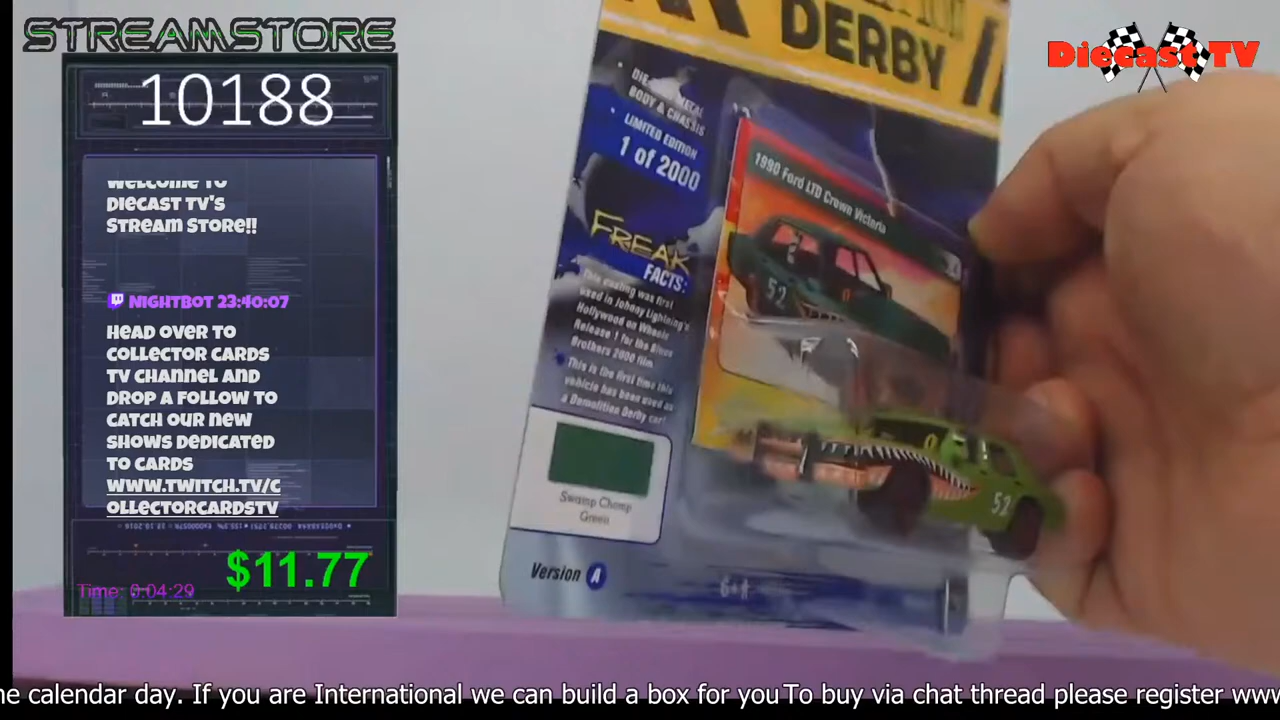 STREAMSTORE
10188
WELCOME TO
DIECAST TV'S
STREAM STORE!!
NIGHTBOT 23:40:07
HEAD OVER TO
COLLECTOR CARDS
TV CHANNEL AND
DROP A FOLLOW TO
CATCH OUR NEW
SHOWS DEDICATED
TO CARDS
WWW.TWITCH.TV/C
OLLECTORCARDSTV
$11.77
Time: 0:04:29
Diecast TV
DERBY
DIE
METAL
BODY & CHASSIS
LIMITED EDITION
1 of 2000
FREAK
FACTS:
This casting was first
used in Johnny Lightning's
Hollywood on Wheels
Release 1 for the Blues
Brothers 2000 film.
This is the first time this
vehicle has been used as
a Demolition Derby car!
1990 Ford LTD Crown Victoria
52
52
Swamp Chomp
Green
Version A
he calendar day. If you are International we can build a box for youTo buy via chat thread please register www